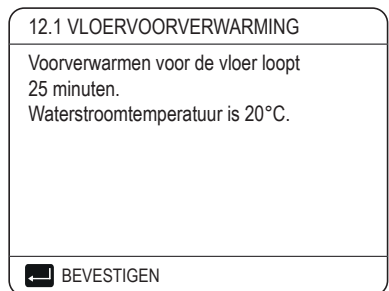 12.1 VLOERVOORVERWARMING
Voorverwarmen voor de vloer loopt
25 minuten.
Waterstroomtemperatuur is 20°C.
BEVESTIGEN